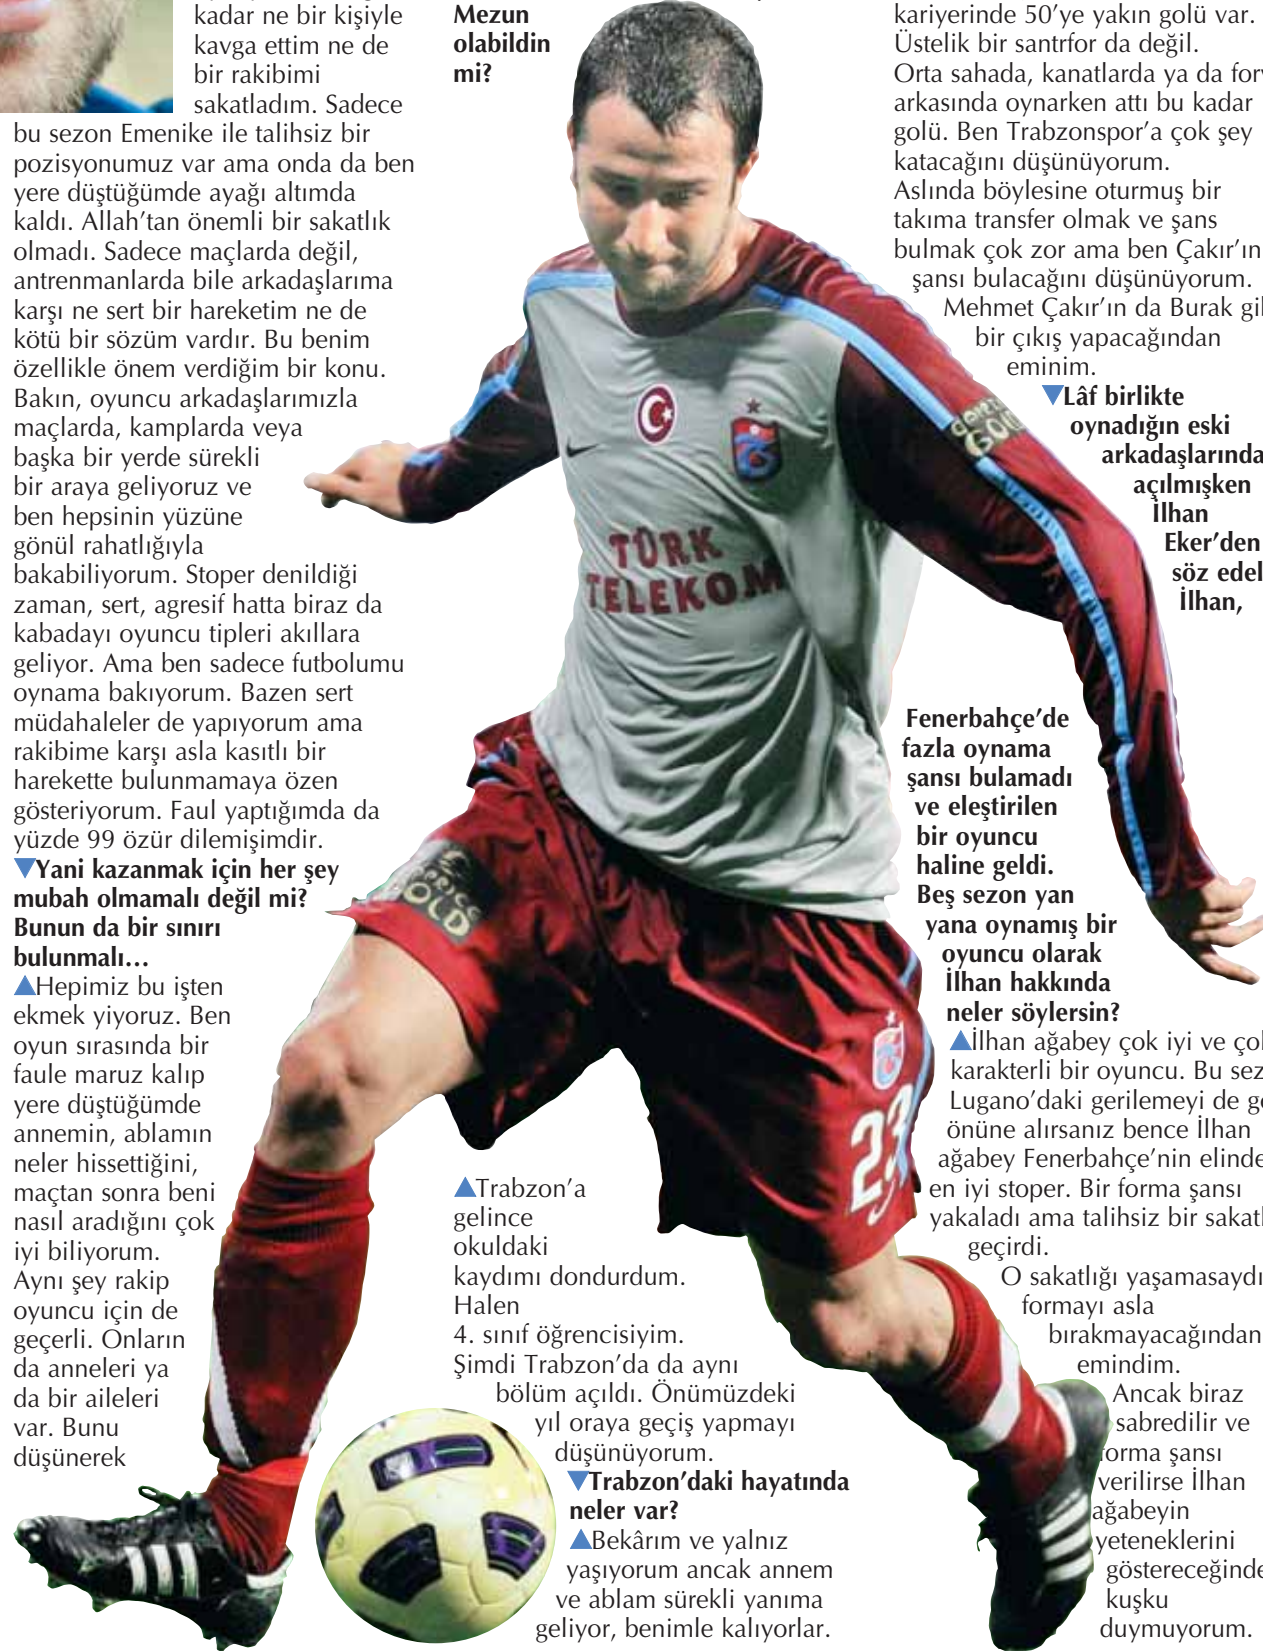 kadar ne bir kişiyle
kavga ettim ne de
bir rakibimi
sakatladım. Sadece
bu sezon Emenike ile talihsiz bir
pozisyonumuz var ama onda da ben
yere düştüğümde ayağı altımda
kaldı. Allah’tan önemli bir sakatlık
olmadı. Sadece maçlarda değil,
antrenmanlarda bile arkadaşlarıma
karşı ne sert bir hareketim ne de
kötü bir sözüm vardır. Bu benim
özellikle önem verdiğim bir konu.
Bakın, oyuncu arkadaşlarımızla
maçlarda, kamplarda veya
başka bir yerde sürekli
bir araya geliyoruz ve
ben hepsinin yüzüne
gönül rahatlığıyla
bakabiliyorum. Stoper denildiği
zaman, sert, agresif hatta biraz da
kabadayı oyuncu tipleri akıllara
geliyor. Ama ben sadece futbolumu
oynama bakıyorum. Bazen sert
müdahaleler de yapıyorum ama
rakibime karşı asla kasıtlı bir
harekette bulunmamaya özen
gösteriyorum. Faul yaptığımda da
yüzde 99 özür dilemişimdir.
▼Yani kazanmak için her şey
mubah olmamalı değil mi?
Bunun da bir sınırı
bulunmalı…
▲Hepimiz bu işten
ekmek yiyoruz. Ben
oyun sırasında bir
faule maruz kalıp
yere düştüğümde
annemin, ablamın
neler hissettiğini,
maçtan sonra beni
nasıl aradığını çok
iyi biliyorum.
Aynı şey rakip
oyuncu için de
geçerli. Onların
da anneleri ya
da bir aileleri
var. Bunu
düşünerek
Mezun
olabildin
mi?
▲Trabzon’a
gelince
okuldaki
kaydımı dondurdum.
Halen
4. sınıf öğrencisiyim.
Şimdi Trabzon’da da aynı
bölüm açıldı. Önümüzdeki
yıl oraya geçiş yapmayı
düşünüyorum.
▼Trabzon’daki hayatında
neler var?
▲Bekârım ve yalnız
yaşıyorum ancak annem
ve ablam sürekli yanıma
geliyor, benimle kalıyorlar.
kariyerinde 50’ye yakın golü var.
Üstelik bir santrfor da değil.
Orta sahada, kanatlarda ya da forv
arkasında oynarken attı bu kadar
golü. Ben Trabzonspor’a çok şey
katacağını düşünüyorum.
Aslında böylesine oturmuş bir
takıma transfer olmak ve şans
bulmak çok zor ama ben Çakır’ın
şansı bulacağını düşünüyorum.
Mehmet Çakır’ın da Burak gib
bir çıkış yapacağından
eminim.
▼Lâf birlikte
oynadığın eski
arkadaşlarında
açılmışken
İlhan
Eker’den
söz edel
İlhan,
Fenerbahçe’de
fazla oynama
şansı bulamadı
ve eleştirilen
bir oyuncu
haline geldi.
Beş sezon yan
yana oynamış bir
oyuncu olarak
İlhan hakkında
neler söylersin?
▲İlhan ağabey çok iyi ve çok
karakterli bir oyuncu. Bu sez
Lugano’daki gerilemeyi de gö
önüne alırsanız bence İlhan
ağabey Fenerbahçe’nin elinde
en iyi stoper. Bir forma şansı
yakaladı ama talihsiz bir sakatl
geçirdi.
O sakatlığı yaşamasaydı
formayı asla
bırakmayacağından
emindim.
Ancak biraz
sabredilir ve
forma şansı
verilirse İlhan
ağabeyin
yeteneklerini
göstereceğinde
kuşku
duymuyorum.
TÜRK
TELEKOM
GOLD
GOLD
23